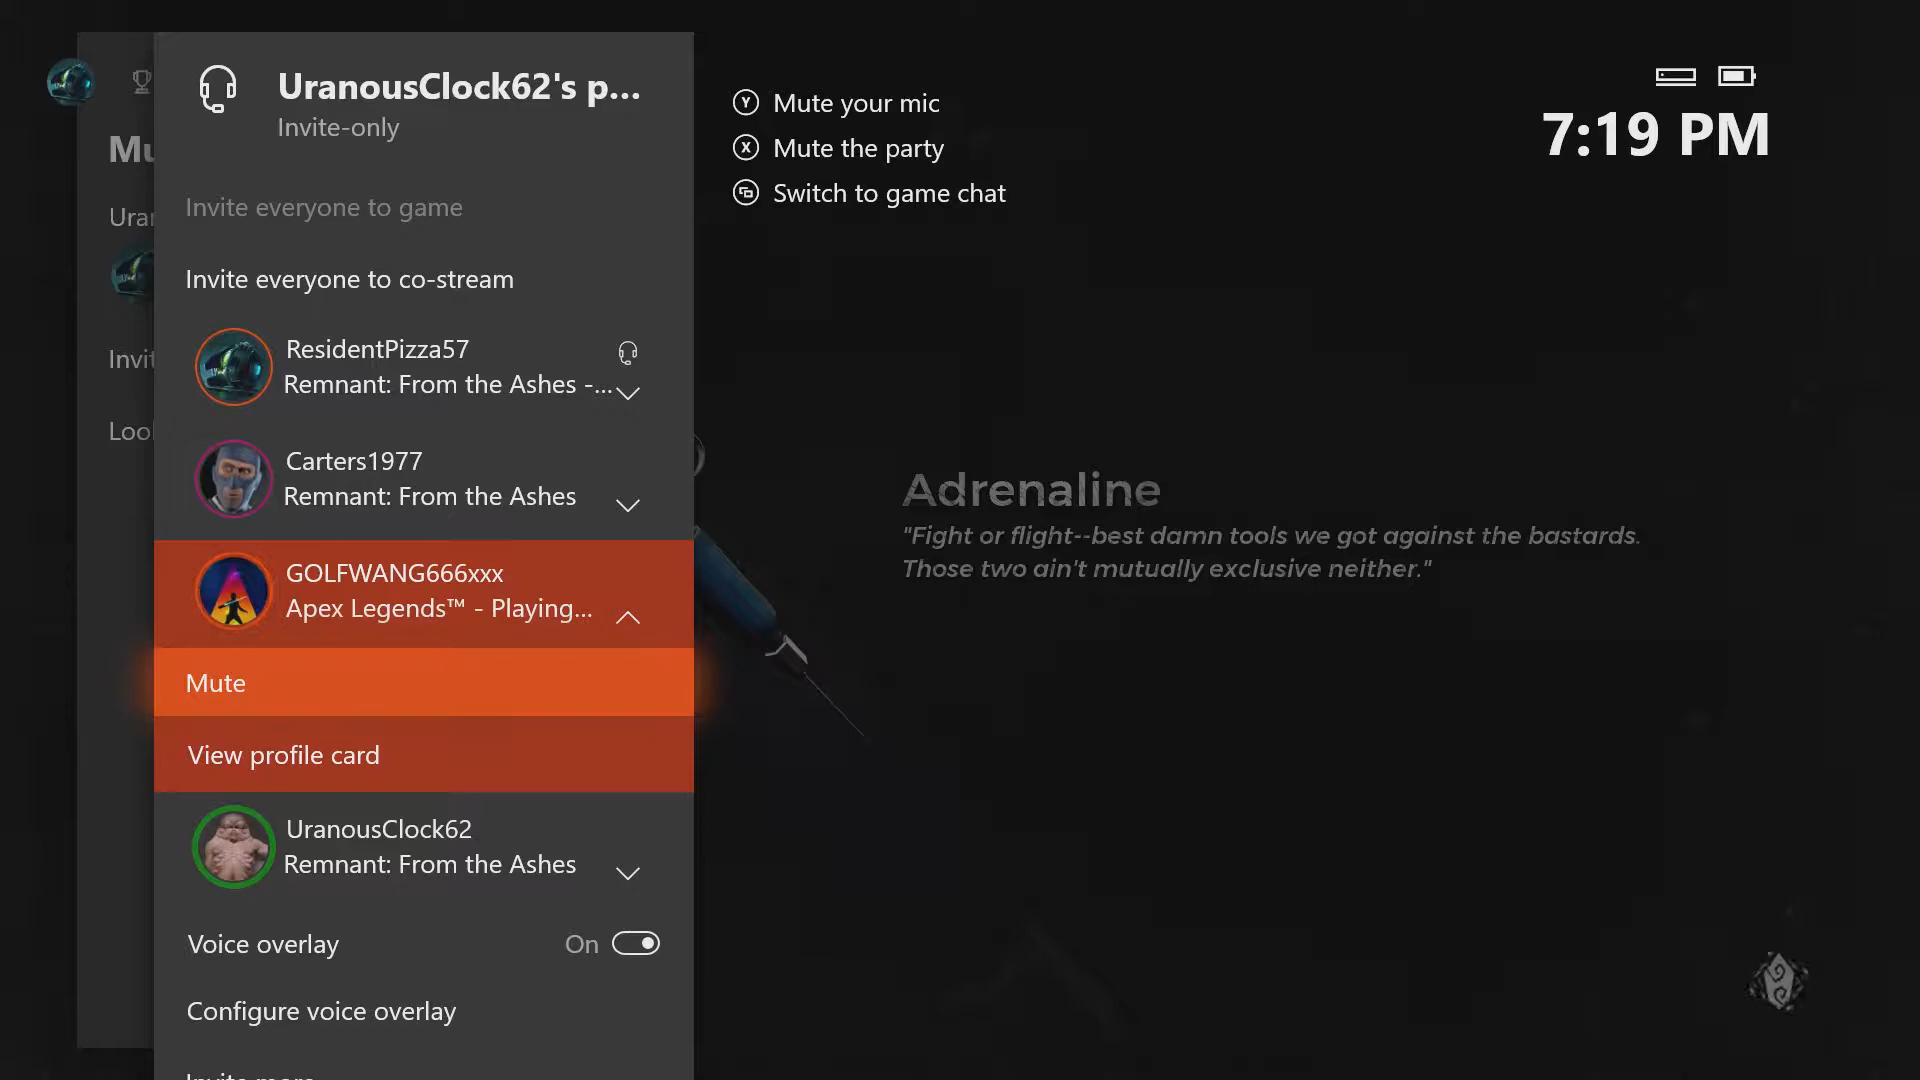 UranousClock62's p...
Invite-only
Mute your mic
Mute the party
Switch to game chat
7:19 PM
Invite everyone to game
Invite everyone to co-stream
ResidentPizza57
Remnant: From the Ashes -...
Carters1977
Remnant: From the Ashes
GOLFWANG666xxx
Apex Legends™ - Playing...
Mute
View profile card
UranousClock62
Remnant: From the Ashes
Voice overlay On
Configure voice overlay
Adrenaline
"Fight or flight--best damn tools we got against the bastards.
Those two ain't mutually exclusive neither."